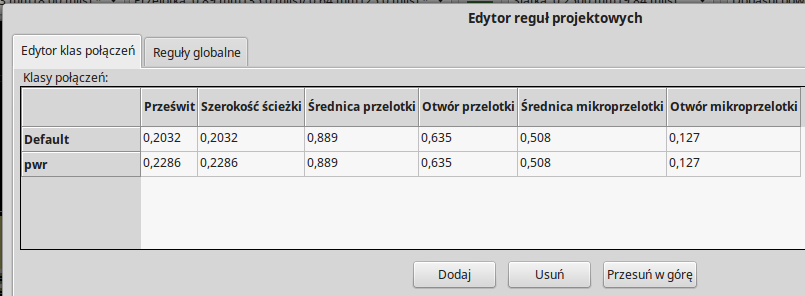 Edytor reguł projektowych
Edytor klas połączeń Reguły globalne
Klasy połączeń:
Prześwit Szerokość ścieżki Średnica przelotki Otwór przelotki Średnica mikroprzelotki Otwór mikroprzelotki
Default 0,2032 0,2032 0,889 0,635 0,508 0,127
pwr 0,2286 0,2286 0,889 0,635 0,508 0,127
Dodaj Usuń Przesuń w górę